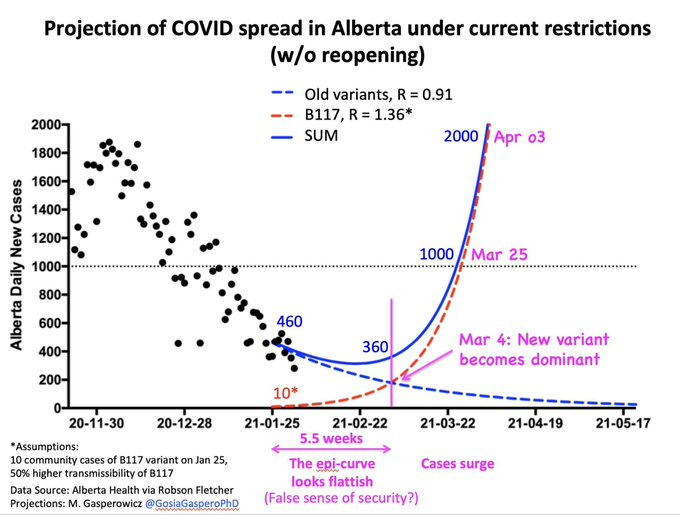 Projection of COVID spread in Alberta under current restrictions
(w/o reopening)
Old variants, R = 0.91
B117, R = 1.36*
SUM
Alberta Daily New Cases
2000
1800
1600
1400
1200
1000
800
600
400
200
0
2000 Apr o3
1000 Mar 25
460
360
Mar 4: New variant
becomes dominant
10*
20-11-30 20-12-28 21-01-25 21-02-22 21-03-22 21-04-19 21-05-17
5.5 weeks
The epi-curve
looks flattish
(False sense of security?)
Cases surge
*Assumptions:
10 community cases of B117 variant on Jan 25,
50% higher transmissibility of B117
Data Source: Alberta Health via Robson Fletcher
Projections: M. Gasperowicz @GosiaGasperoPhD